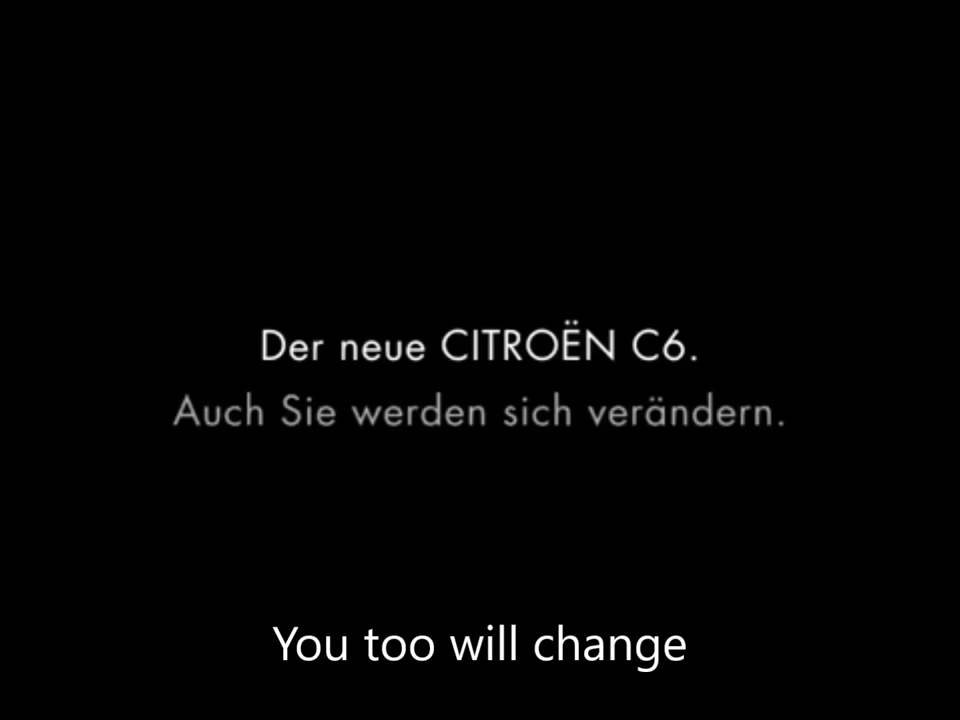 Der neue CITROËN C6.
Auch Sie werden sich verändern.
You too will change